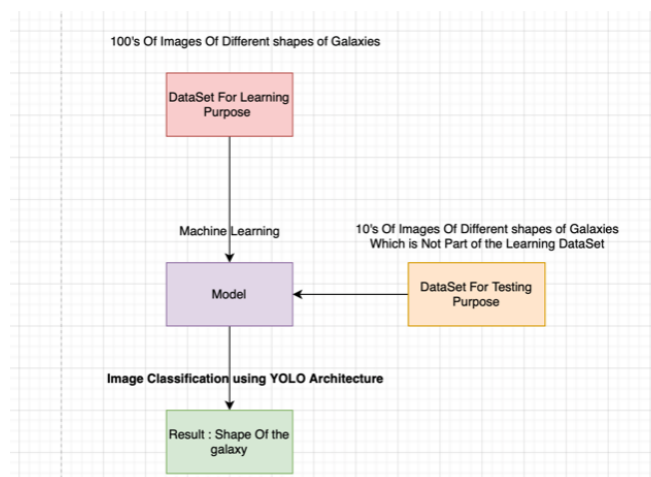 100's Of Images Of Different shapes of Galaxies
DataSet For Learning
Purpose
Machine Learning
10's Of Images Of Different shapes of Galaxies
Which is Not Part of the Learning DataSet
Model
DataSet For Testing
Purpose
Image Classification using YOLO Architecture
Result : Shape Of the
galaxy